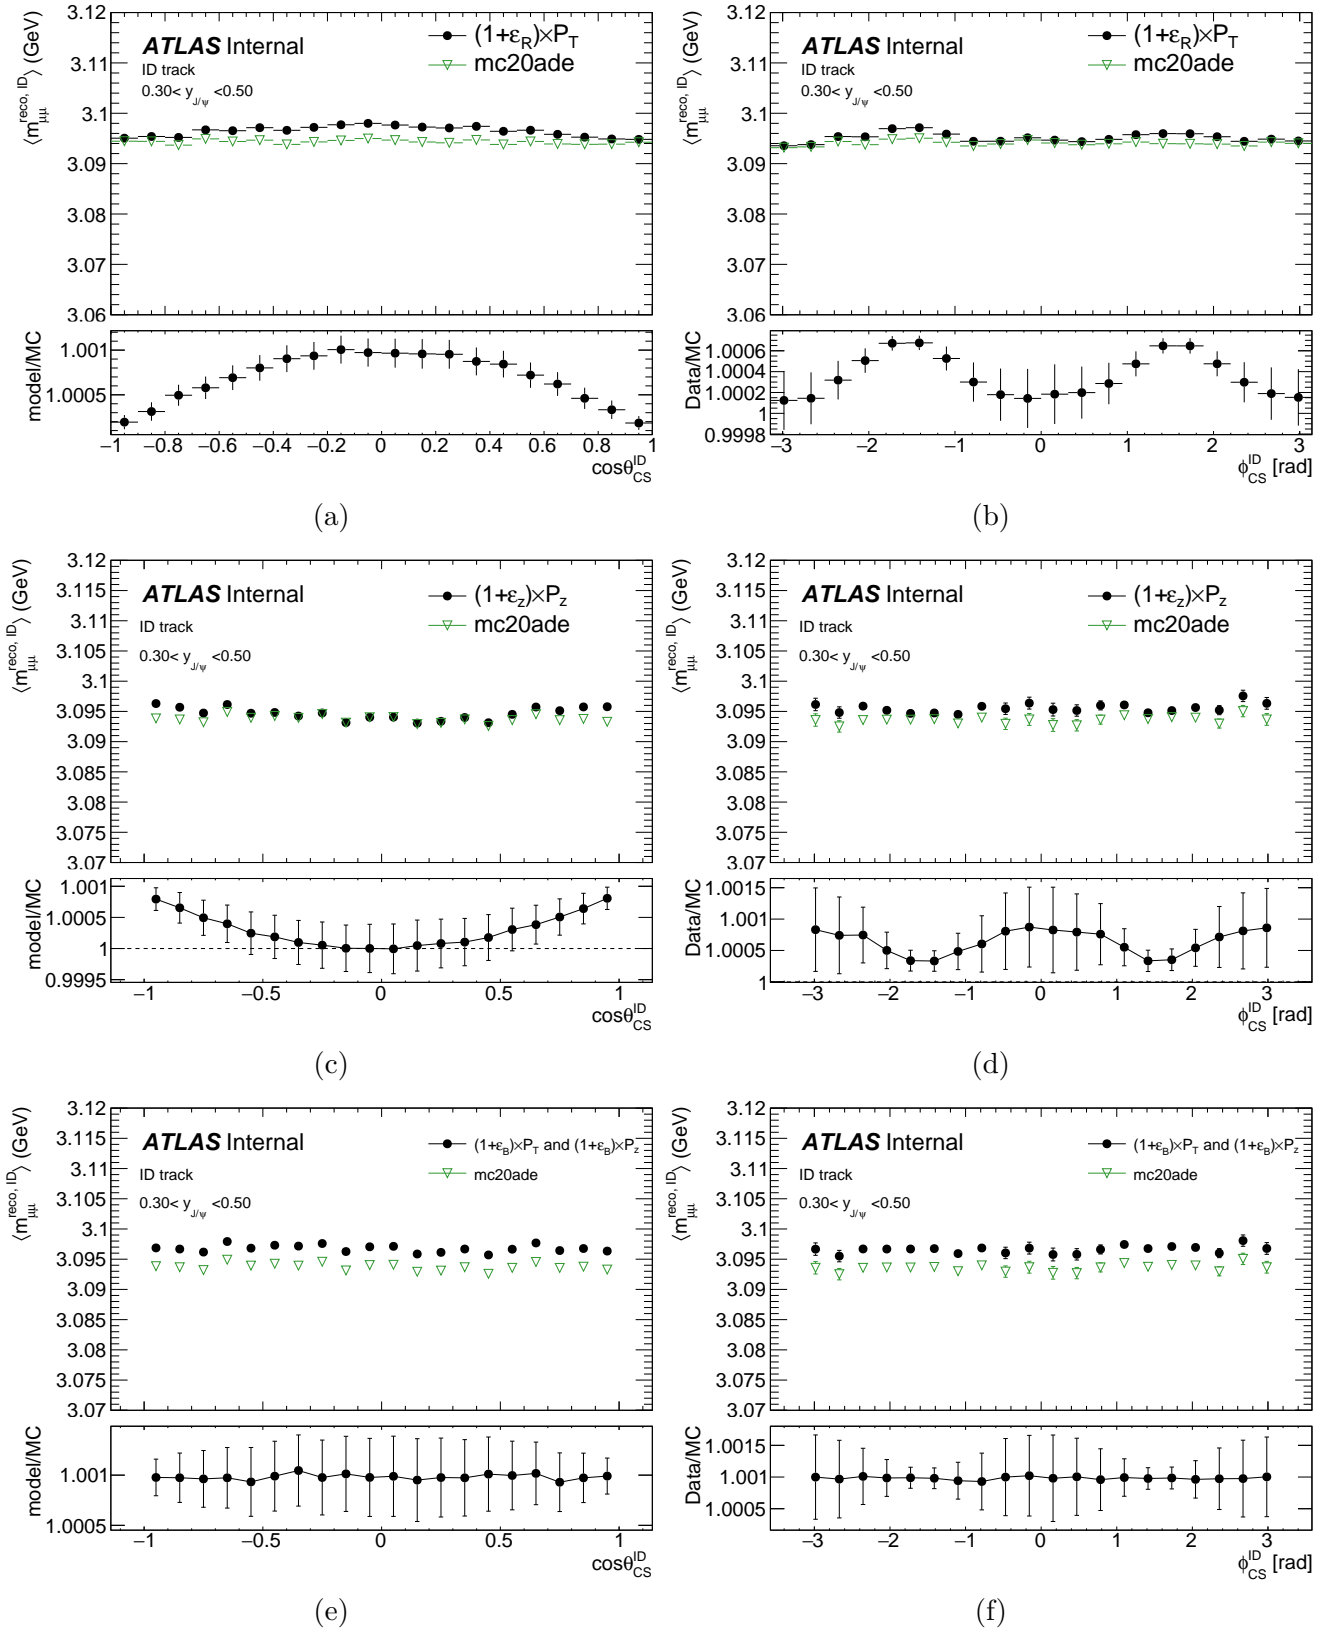 ⟨m_μμ^reco, ID⟩ (GeV)
3.12
3.11
3.1
3.09
3.08
3.07
3.06
ATLAS Internal
ID track
0.30< y_J/ψ <0.50
(1+ε_R)×P_T
mc20ade
model/MC
1.001
1.0005
−1 −0.8 −0.6 −0.4 −0.2 0 0.2 0.4 0.6 0.8 1
cosθ_CS^ID
(a)
⟨m_μμ^reco, ID⟩ (GeV)
3.12
3.11
3.1
3.09
3.08
3.07
3.06
ATLAS Internal
ID track
0.30< y_J/ψ <0.50
(1+ε_R)×P_T
mc20ade
Data/MC
1.0006
1.0004
1.0002
1
0.9998
−3 −2 −1 0 1 2 3
ϕ_CS^ID [rad]
(b)
⟨m_μμ^reco, ID⟩ (GeV)
3.12
3.115
3.11
3.105
3.1
3.095
3.09
3.085
3.08
3.075
3.07
ATLAS Internal
ID track
0.30< y_J/ψ <0.50
(1+ε_z)×P_z
mc20ade
model/MC
1.001
1.0005
1
0.9995
−1 −0.5 0 0.5 1
cosθ_CS^ID
(c)
⟨m_μμ^reco, ID⟩ (GeV)
3.12
3.115
3.11
3.105
3.1
3.095
3.09
3.085
3.08
3.075
3.07
ATLAS Internal
ID track
0.30< y_J/ψ <0.50
(1+ε_z)×P_z
mc20ade
Data/MC
1.0015
1.001
1.0005
1
−3 −2 −1 0 1 2 3
ϕ_CS^ID [rad]
(d)
⟨m_μμ^reco, ID⟩ (GeV)
3.12
3.115
3.11
3.105
3.1
3.095
3.09
3.085
3.08
3.075
3.07
ATLAS Internal
ID track
0.30< y_J/ψ <0.50
(1+ε_B)×P_T and (1+ε_B)×P_z
mc20ade
model/MC
1.001
1.0005
−1 −0.5 0 0.5 1
cosθ_CS^ID
(e)
⟨m_μμ^reco, ID⟩ (GeV)
3.12
3.115
3.11
3.105
3.1
3.095
3.09
3.085
3.08
3.075
3.07
ATLAS Internal
ID track
0.30< y_J/ψ <0.50
(1+ε_B)×P_T and (1+ε_B)×P_z
mc20ade
Data/MC
1.0015
1.001
1.0005
−3 −2 −1 0 1 2 3
ϕ_CS^ID [rad]
(f)